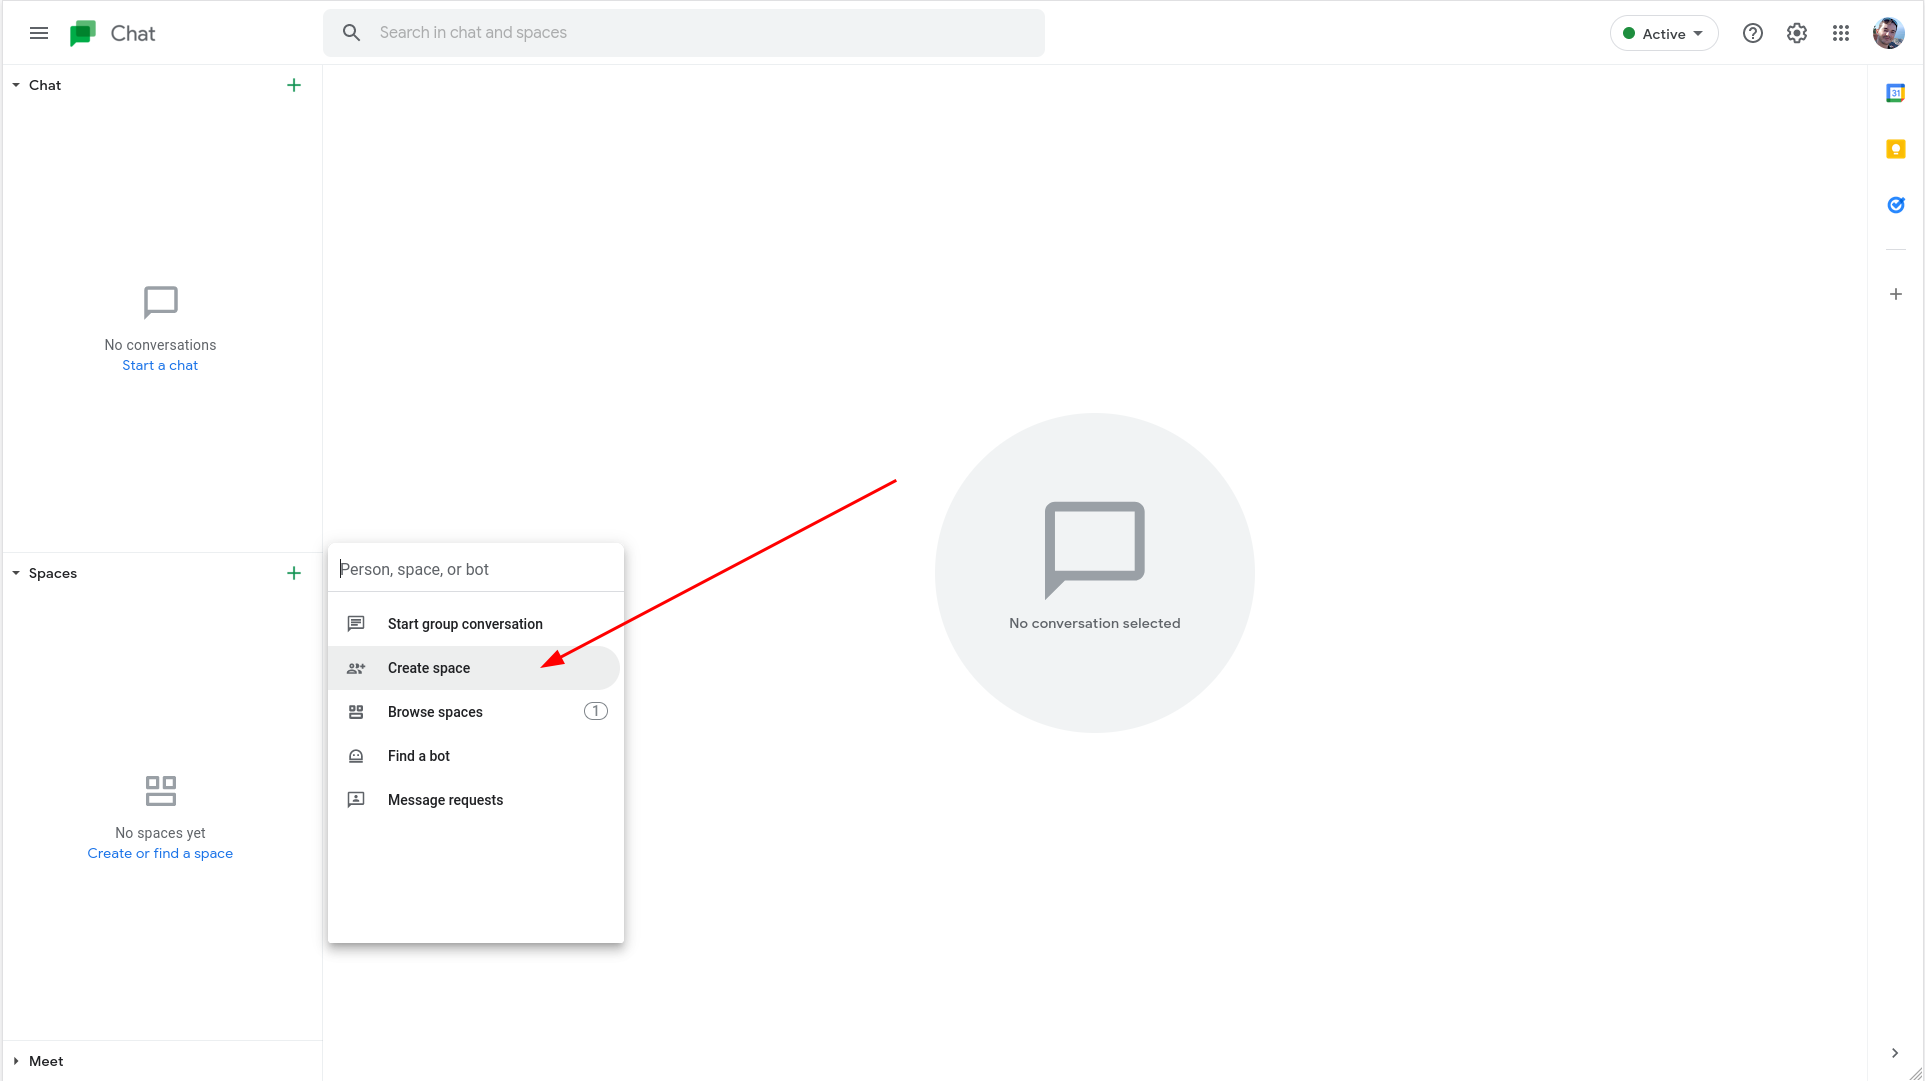 Chat
Search in chat and spaces
Active
Chat
31
No conversations
Start a chat
Spaces
Person, space, or bot
Start group conversation
Create space
Browse spaces 1
Find a bot
Message requests
No conversation selected
No spaces yet
Create or find a space
Meet